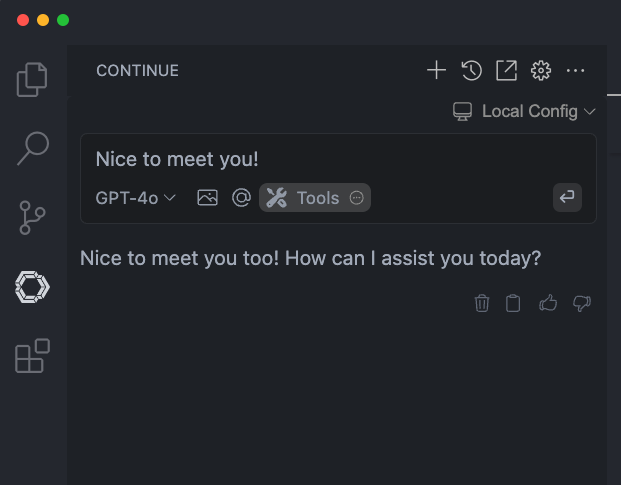 CONTINUE
Local Config
Nice to meet you!
GPT-4o
@ Tools
Nice to meet you too! How can I assist you today?